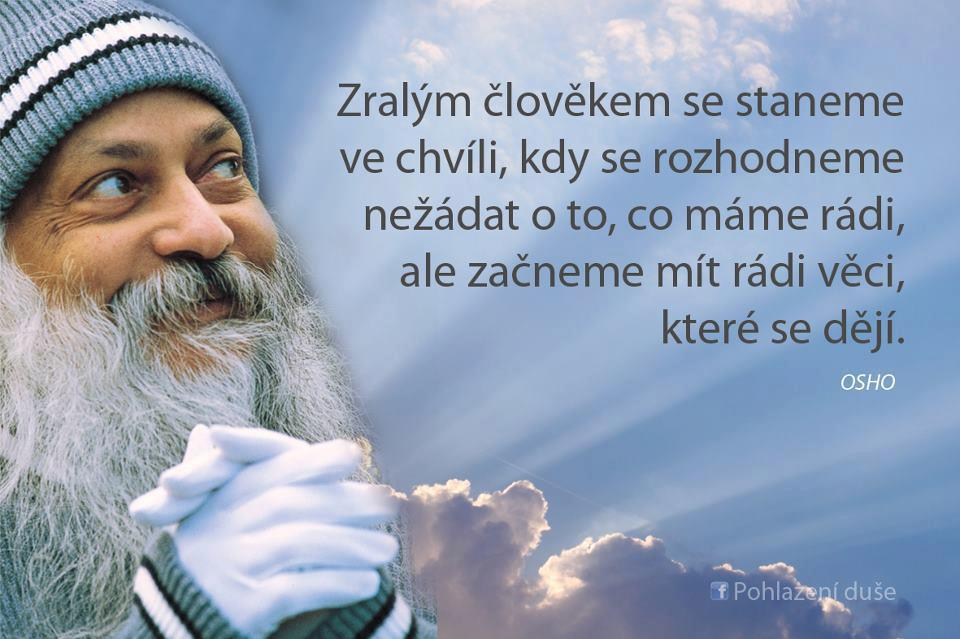 Zralým člověkem se staneme
ve chvíli, kdy se rozhodneme
nežádat o to, co máme rádi,
ale začneme mít rádi věci,
které se dějí.
OSHO
f Pohlazení duše